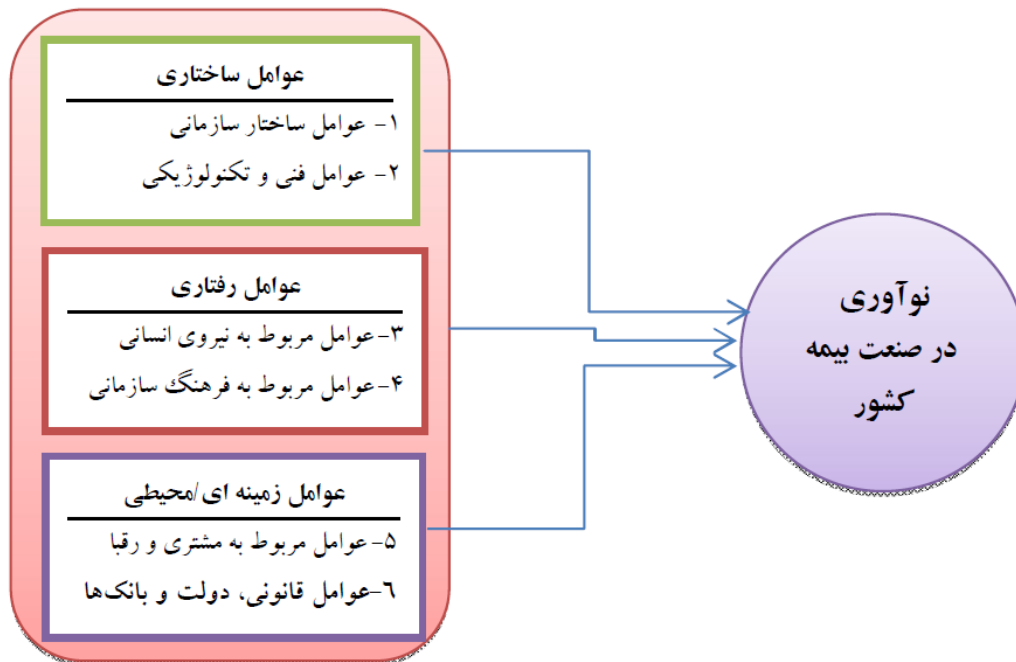 عوامل ساختاری
۱- عوامل ساختار سازمانی
۲- عوامل فنی و تکنولوژیکی
عوامل رفتاری
۳-عوامل مربوط به نیروی انسانی
۴-عوامل مربوط به فرهنگ سازمانی
عوامل زمینه ای/محیطی
۵-عوامل مربوط به مشتری و رقبا
٦-عوامل قانونی، دولت و بانک‌ها
نوآوری
در صنعت بیمه
کشور